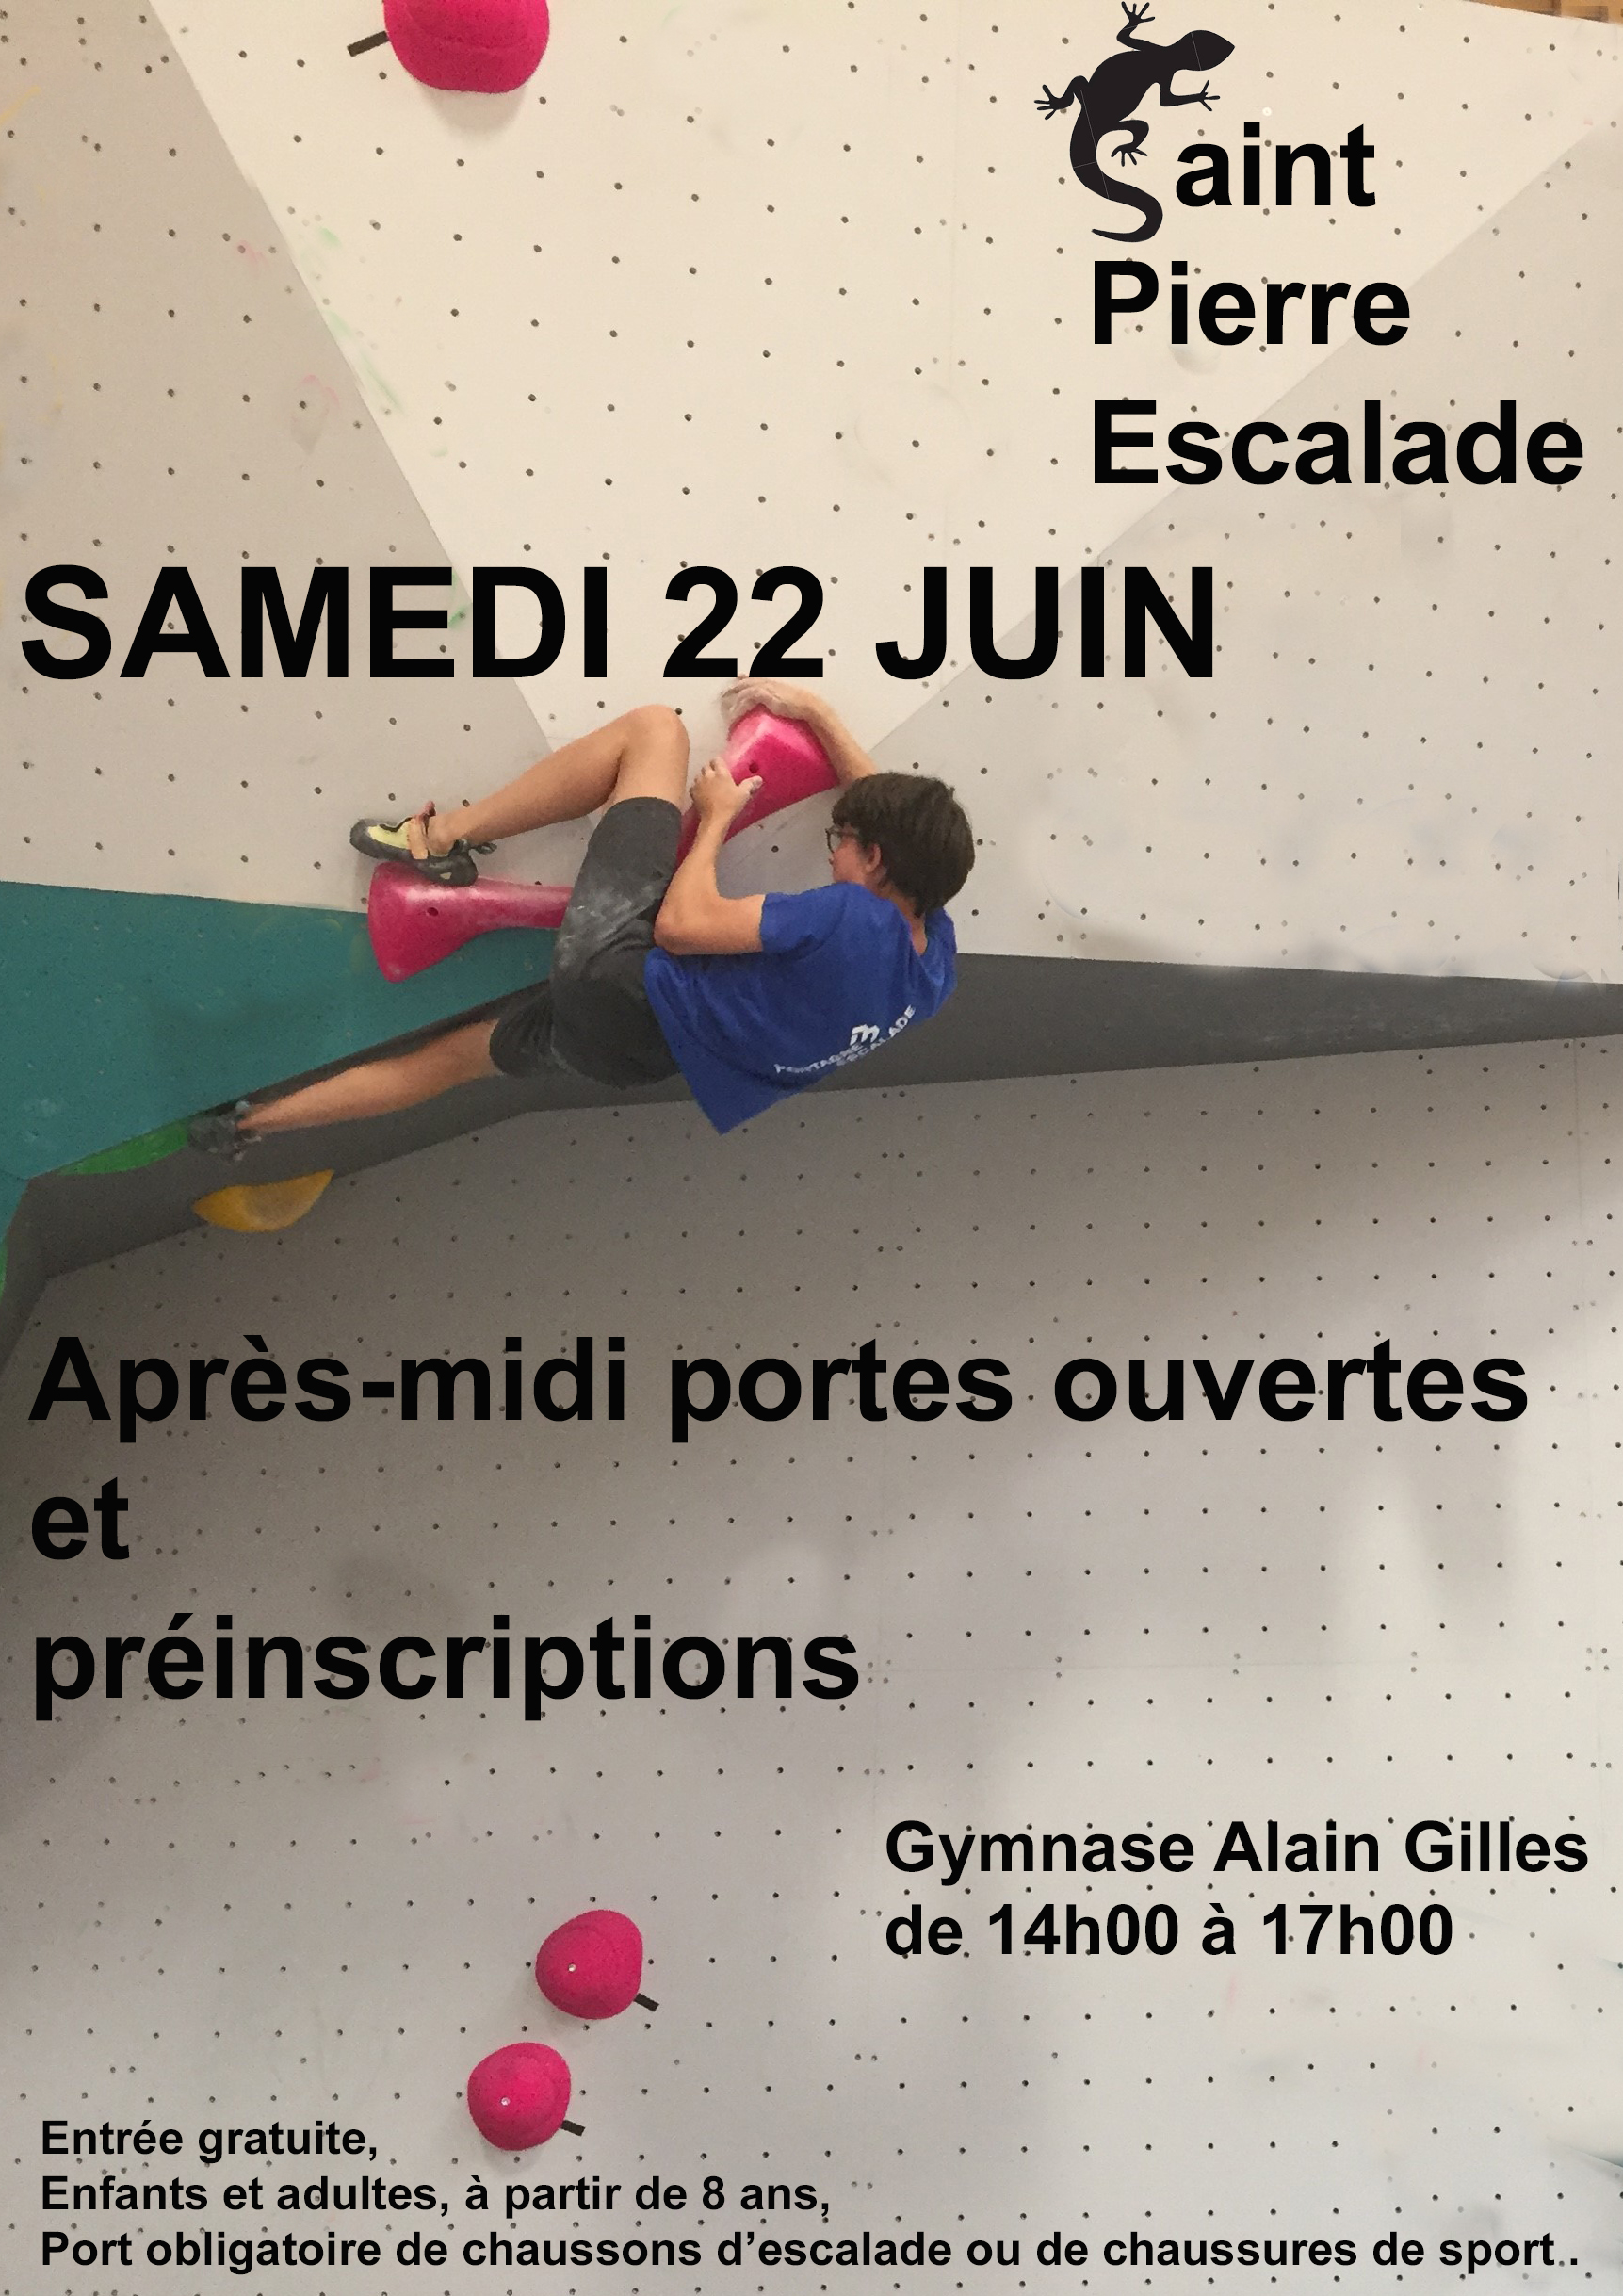 Saint
Pierre
Escalade
SAMEDI 22 JUIN
MONTAGNE
ESCALADE
Après-midi portes ouvertes
et
préinscriptions
Gymnase Alain Gilles
de 14h00 à 17h00
Entrée gratuite,
Enfants et adultes, à partir de 8 ans,
Port obligatoire de chaussons d’escalade ou de chaussures de sport .